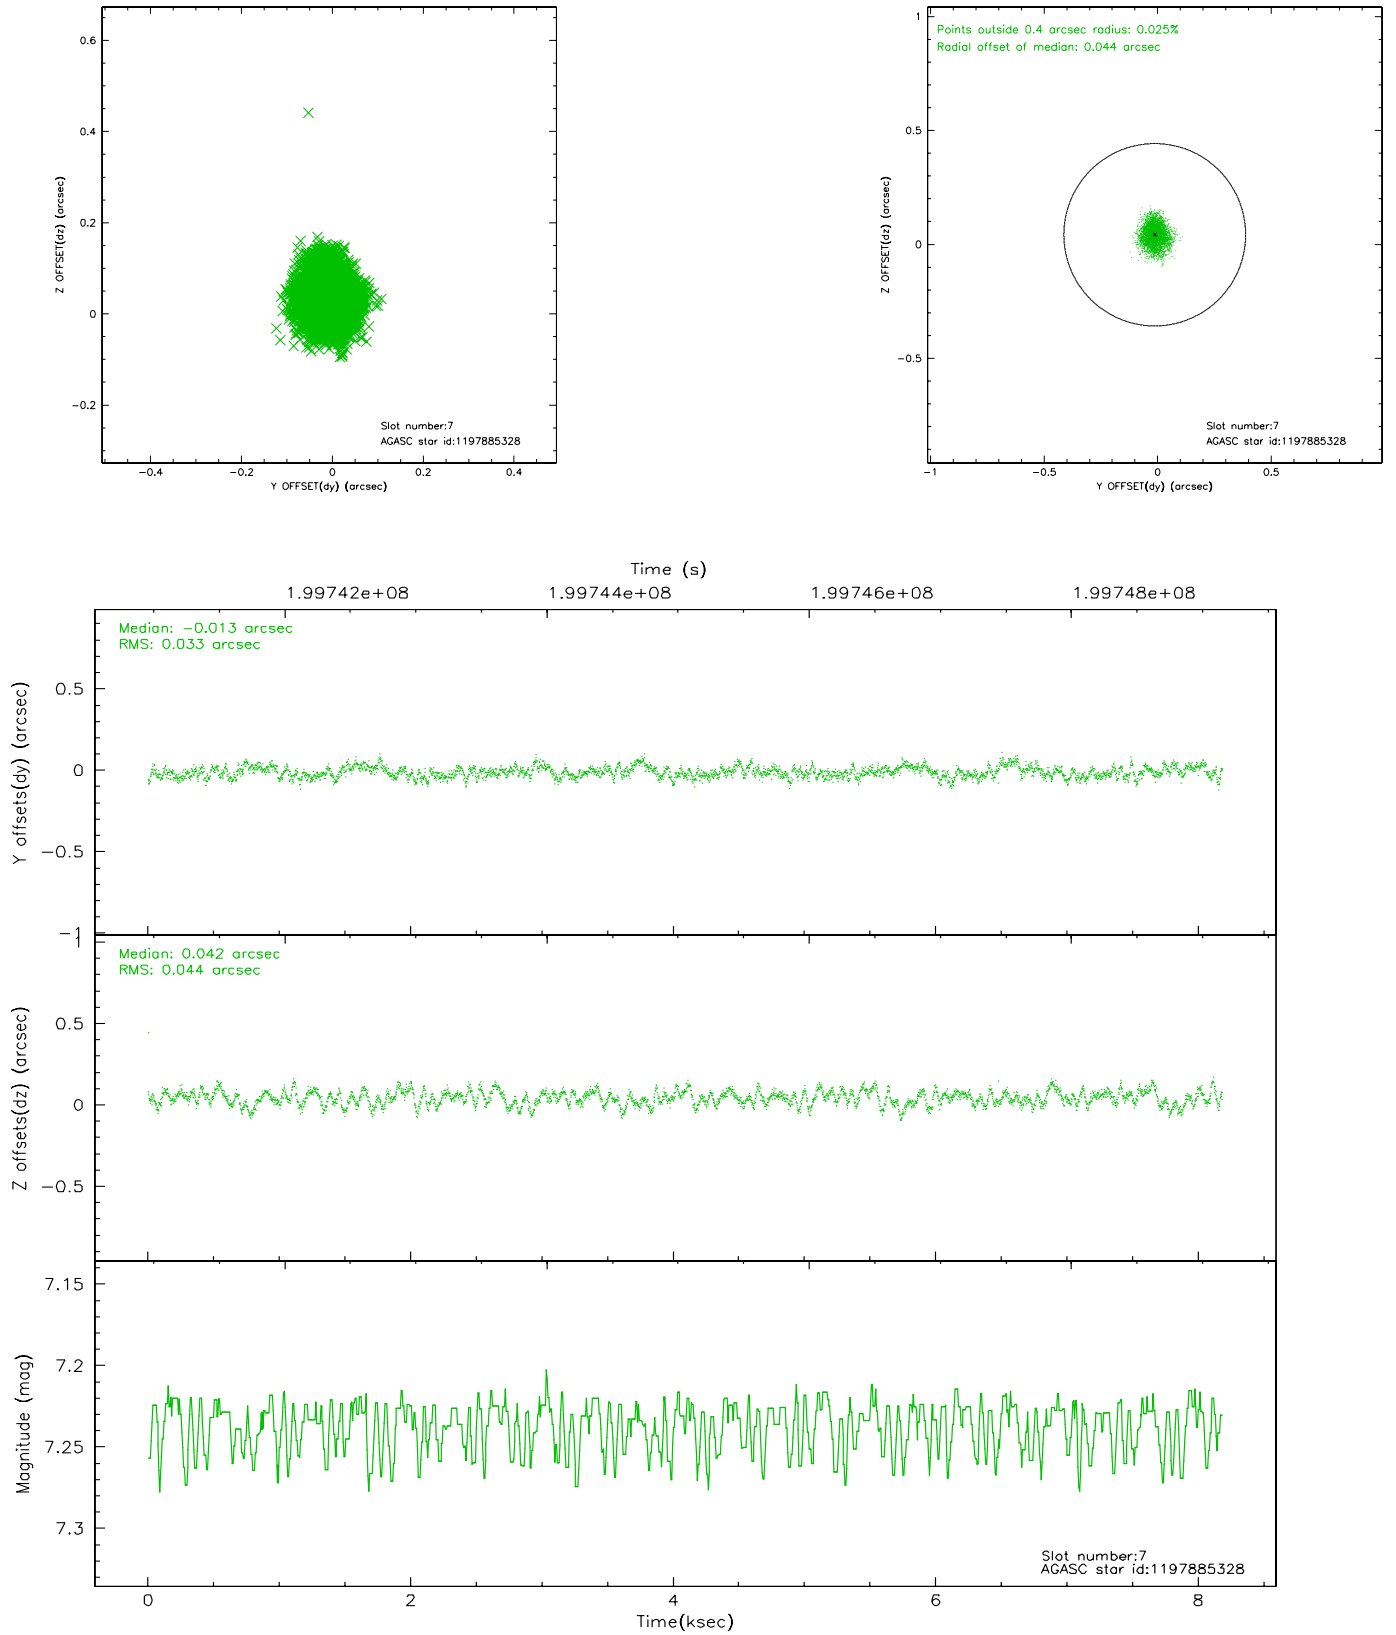 0.6
0.4
0.2
0
−0.2
Z OFFSET(dz) (arcsec)
Slot number:7
AGASC star id:1197885328
−0.4
−0.2
0
0.2
0.4
Y OFFSET(dy) (arcsec)
Points outside 0.4 arcsec radius: 0.025%
Radial offset of median: 0.044 arcsec
1
0.5
0
−0.5
Z OFFSET(dz) (arcsec)
Slot number:7
AGASC star id:1197885328
−1
−0.5
0
0.5
Y OFFSET(dy) (arcsec)
Time (s)
1.99742e+08
1.99744e+08
1.99746e+08
1.99748e+08
Median: −0.013 arcsec
RMS: 0.033 arcsec
0.5
0
−0.5
−1
Y offsets(dy) (arcsec)
Median: 0.042 arcsec
RMS: 0.044 arcsec
1
0.5
0
−0.5
Z offsets(dz) (arcsec)
7.15
7.2
7.25
7.3
Magnitude (mag)
Slot number:7
AGASC star id:1197885328
0
2
4
6
8
Time(ksec)